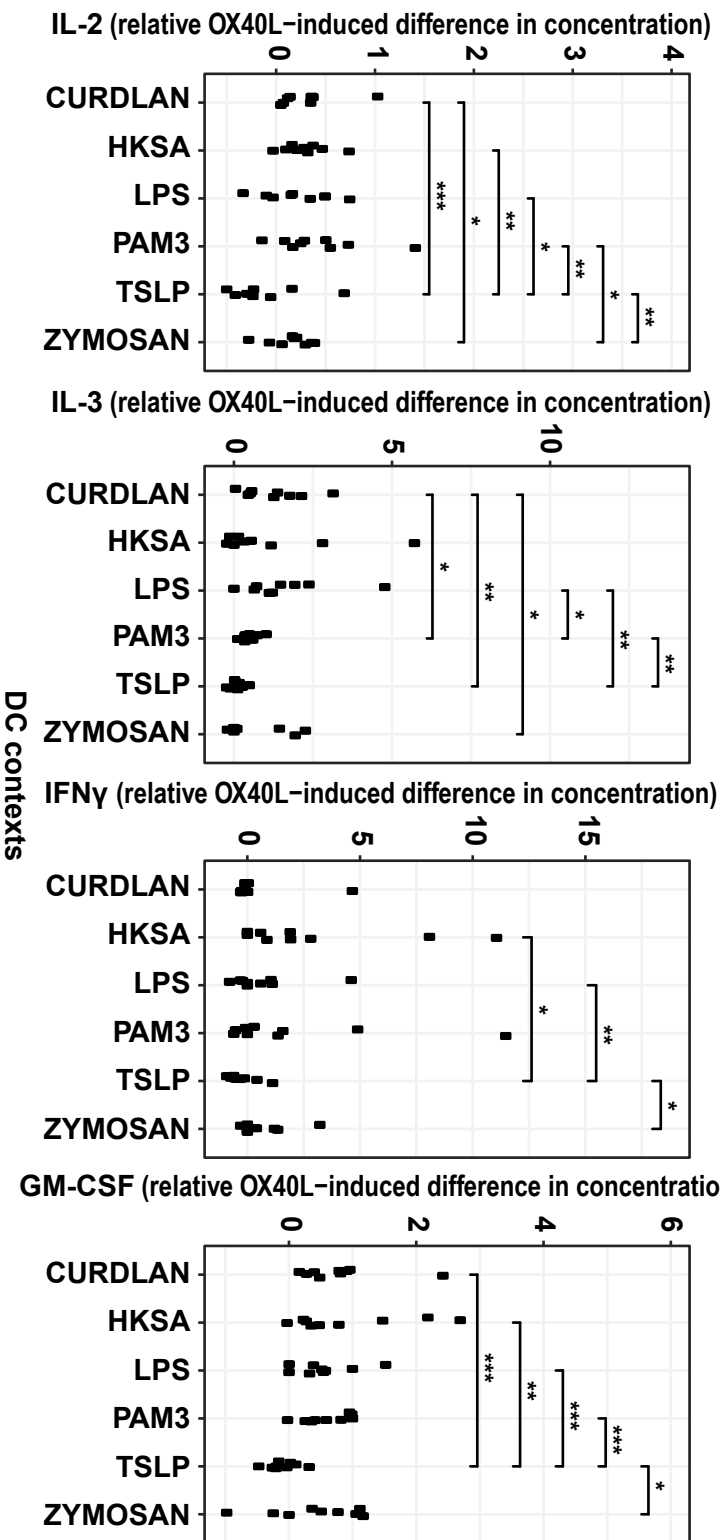 IL-2 (relative OX40L−induced difference in concentration)
0 1 2 3 4
CURDLAN
HKSA
LPS
PAM3
TSLP
ZYMOSAN
***
*
**
*
**
*
**
IL-3 (relative OX40L−induced difference in concentration)
0 5 10
CURDLAN
HKSA
LPS
PAM3
TSLP
ZYMOSAN
*
**
*
*
**
**
DC contexts
IFNγ (relative OX40L−induced difference in concentration)
0 5 10 15
CURDLAN
HKSA
LPS
PAM3
TSLP
ZYMOSAN
*
**
*
GM-CSF (relative OX40L−induced difference in concentratio
0 2 4 6
CURDLAN
HKSA
LPS
PAM3
TSLP
ZYMOSAN
***
**
***
***
*